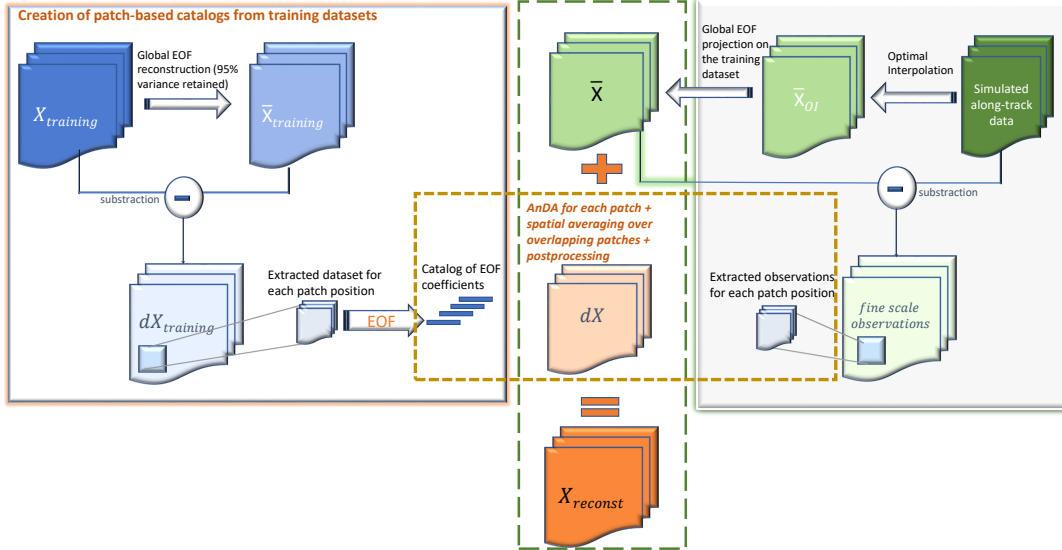 Creation of patch-based catalogs from training datasets
X_training
Global EOF
reconstruction (95%
variance retained)
X̅_training
substraction
dX_training
Extracted dataset for
each patch position
EOF
Catalog of EOF
coefficients
X̅
AnDA for each patch +
spatial averaging over
overlapping patches +
postprocessing
dX
X_reconst
Global EOF
projection on
the training
dataset
X̅_OI
Optimal
Interpolation
Simulated
along-track
data
substraction
Extracted observations
for each patch position
fine scale
observations